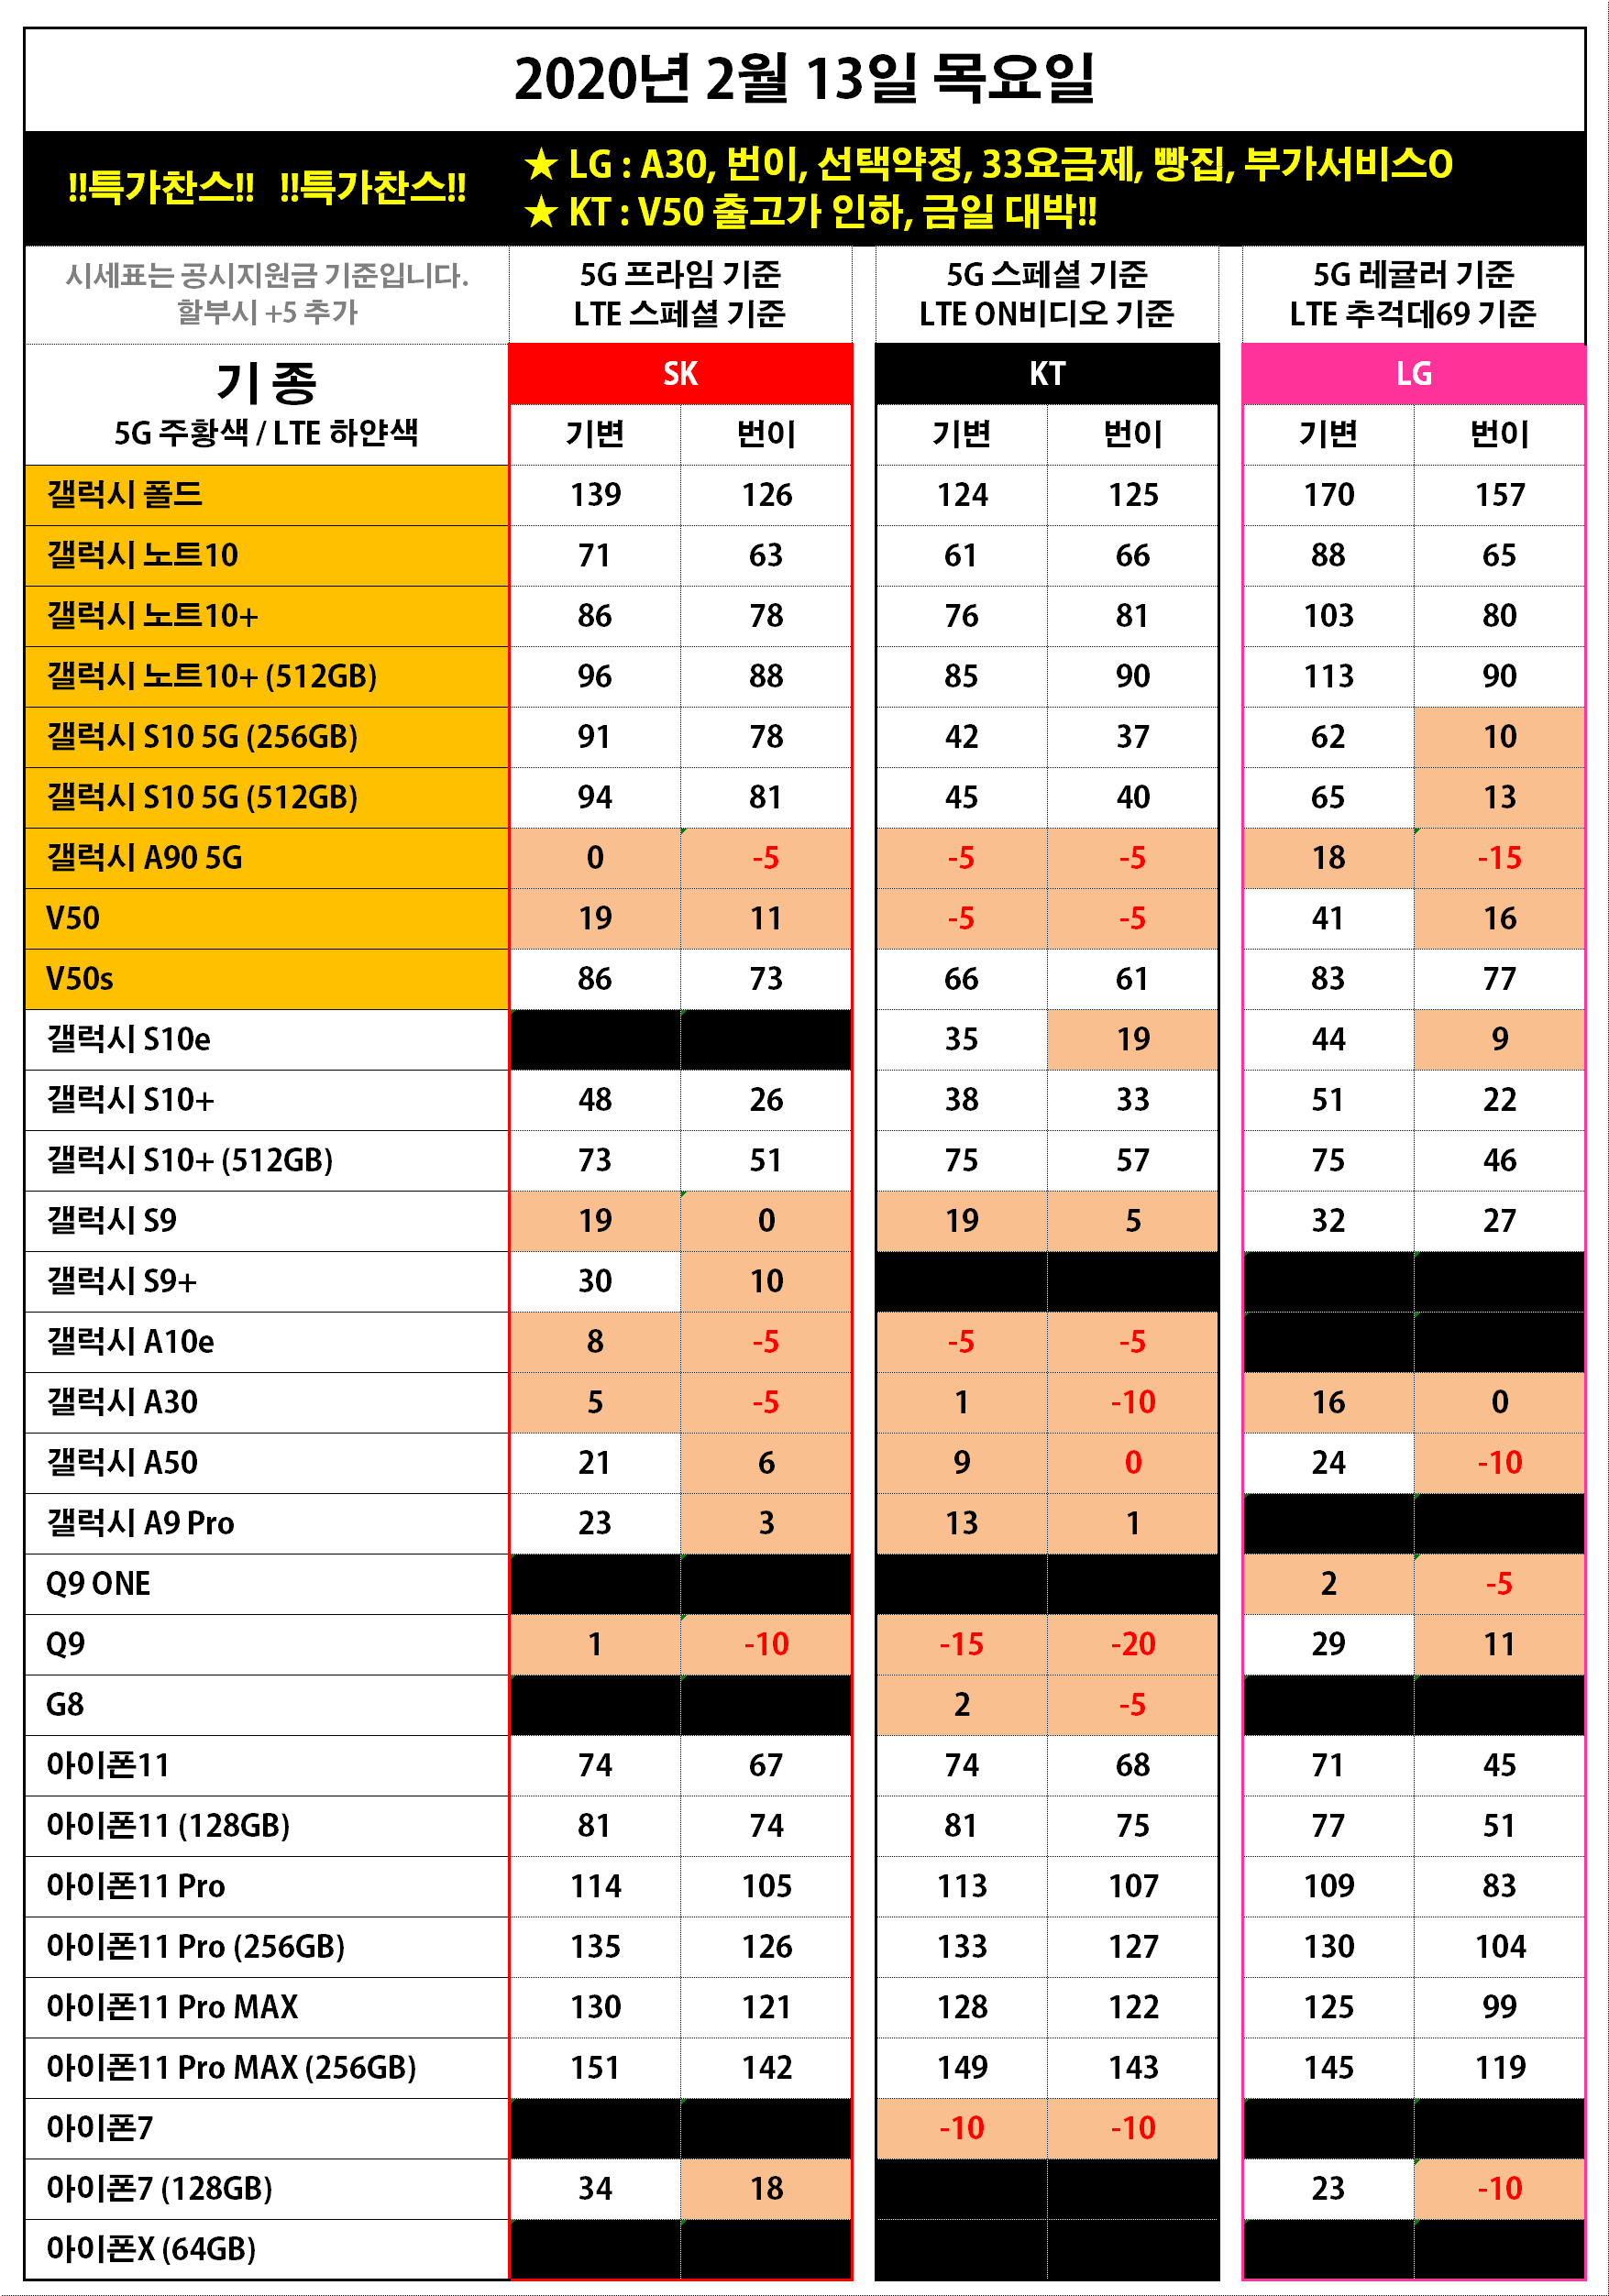 2020년 2월 13일 목요일
!!특가찬스!! !!특가찬스!!
★ LG : A30, 번이, 선택약정, 33요금제, 빵집, 부가서비스O
★ KT : V50 출고가 인하, 금일 대박!!
시세표는 공시지원금 기준입니다.
할부시 +5 추가
5G 프라임 기준
LTE 스페셜 기준
5G 스페셜 기준
LTE ON비디오 기준
5G 레귤러 기준
LTE 추걱데69 기준
기 종
5G 주황색 / LTE 하얀색
SK KT LG
기변 번이 기변 번이 기변 번이
갤럭시 폴드 139 126 124 125 170 157
갤럭시 노트10 71 63 61 66 88 65
갤럭시 노트10+ 86 78 76 81 103 80
갤럭시 노트10+ (512GB) 96 88 85 90 113 90
갤럭시 S10 5G (256GB) 91 78 42 37 62 10
갤럭시 S10 5G (512GB) 94 81 45 40 65 13
갤럭시 A90 5G 0 -5 -5 -5 18 -15
V50 19 11 -5 -5 41 16
V50s 86 73 66 61 83 77
갤럭시 S10e 35 19 44 9
갤럭시 S10+ 48 26 38 33 51 22
갤럭시 S10+ (512GB) 73 51 75 57 75 46
갤럭시 S9 19 0 19 5 32 27
갤럭시 S9+ 30 10
갤럭시 A10e 8 -5 -5 -5
갤럭시 A30 5 -5 1 -10 16 0
갤럭시 A50 21 6 9 0 24 -10
갤럭시 A9 Pro 23 3 13 1
Q9 ONE 2 -5
Q9 1 -10 -15 -20 29 11
G8 2 -5
아이폰11 74 67 74 68 71 45
아이폰11 (128GB) 81 74 81 75 77 51
아이폰11 Pro 114 105 113 107 109 83
아이폰11 Pro (256GB) 135 126 133 127 130 104
아이폰11 Pro MAX 130 121 128 122 125 99
아이폰11 Pro MAX (256GB) 151 142 149 143 145 119
아이폰7 -10 -10
아이폰7 (128GB) 34 18 23 -10
아이폰X (64GB)